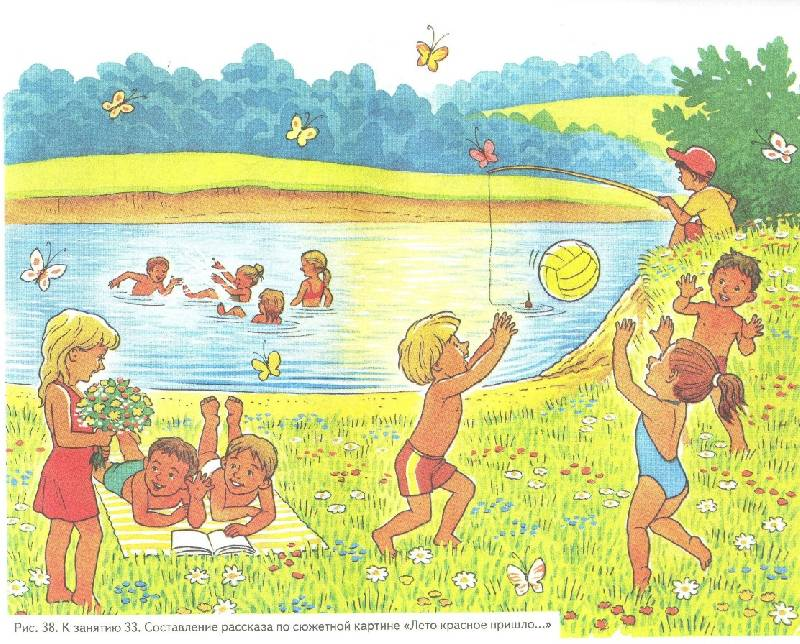 Рис. 38. К занятию 33. Составление рассказа по сюжетной картине «Лето красное пришло...»